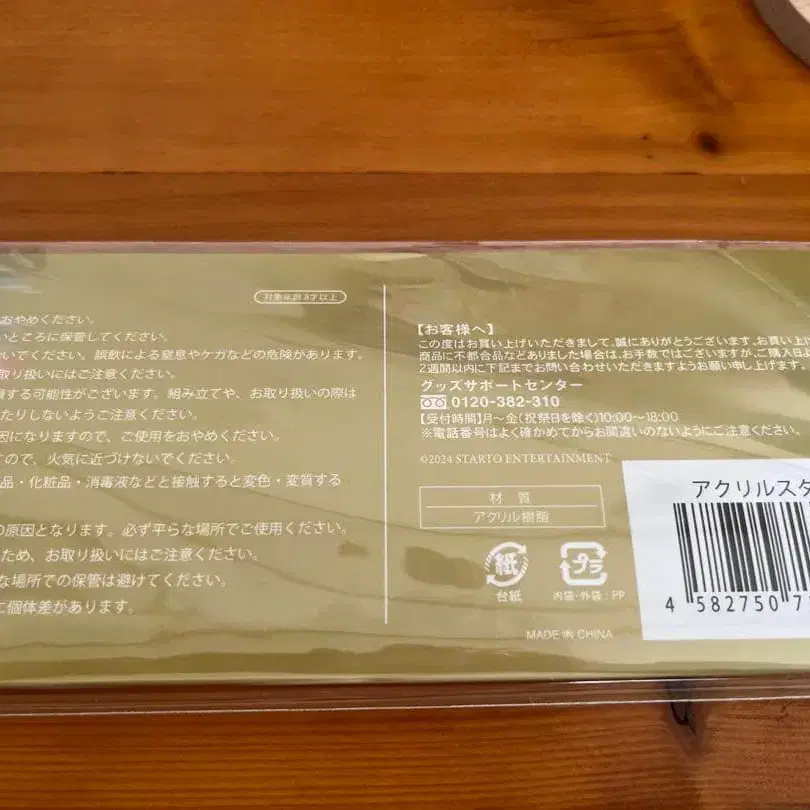 対象年齢8才以上
おやめください。
いところに保管してください。
ないでください。誤飲による窒息やケガなどの危険があります。
取り扱いにはご注意ください。
損する可能性がございます。組み立てや、お取り扱いの際は
たりしないようご注意ください。
因になりますので、ご使用をおやめください。
すので、火気に近づけないでください。
品・化粧品・消毒液などと接触すると変色・変質する
の原因となります。必ず平らな場所でご使用ください。
ため、お取り扱いにはご注意ください。
な場所での保管は避けてください。
に個体差があります。
【お客様へ】
この度はお買い上げいただきまして、誠にありがとうございます。お買い上げ
商品に不都合品などありました場合は、お手数ではございますが、ご購入日よ
2週間以内に下記までお問い合わせいただきますようお願い申し上げます。
グッズサポートセンター
0120-382-310
【受付時間】月〜金(祝祭日を除く)10:00〜18:00
※電話番号はよく確かめてからお間違いのないようにご注意ください。
©2024 STARTO ENTERTAINMENT
材 質
アクリル樹脂
紙
台紙
プラ
内袋・外袋:PP
MADE IN CHINA
アクリルスタ
4 582750 7